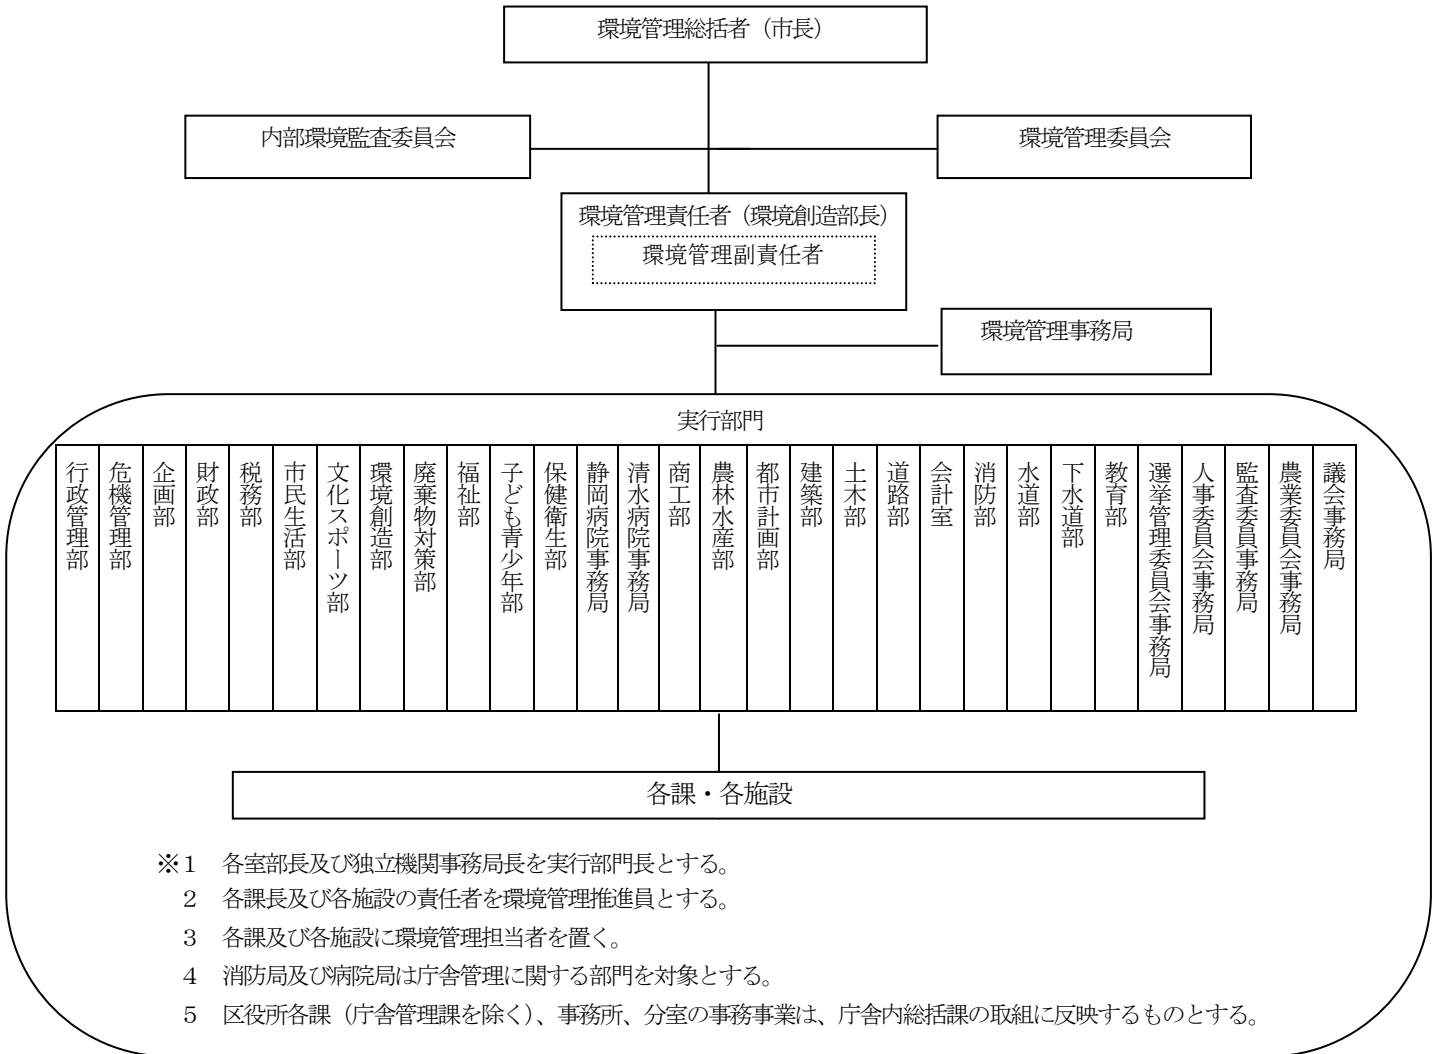 環境管理総括者（市長）
内部環境監査委員会
環境管理委員会
環境管理責任者（環境創造部長）
環境管理副責任者
環境管理事務局
実行部門
行政管理部
危機管理部
企画部
財政部
税務部
市民生活部
文化スポーツ部
環境創造部
廃棄物対策部
福祉部
子ども青少年部
保健衛生部
静岡病院事務局
清水病院事務局
商工部
農林水産部
都市計画部
建築部
土木部
道路部
会計室
消防部
水道部
下水道部
教育部
選挙管理委員会事務局
人事委員会事務局
監査委員事務局
農業委員会事務局
議会事務局
各課・各施設
※１　各室部長及び独立機関事務局長を実行部門長とする。
２　各課長及び各施設の責任者を環境管理推進員とする。
３　各課及び各施設に環境管理担当者を置く。
４　消防局及び病院局は庁舎管理に関する部門を対象とする。
５　区役所各課（庁舎管理課を除く）、事務所、分室の事務事業は、庁舎内総括課の取組に反映するものとする。